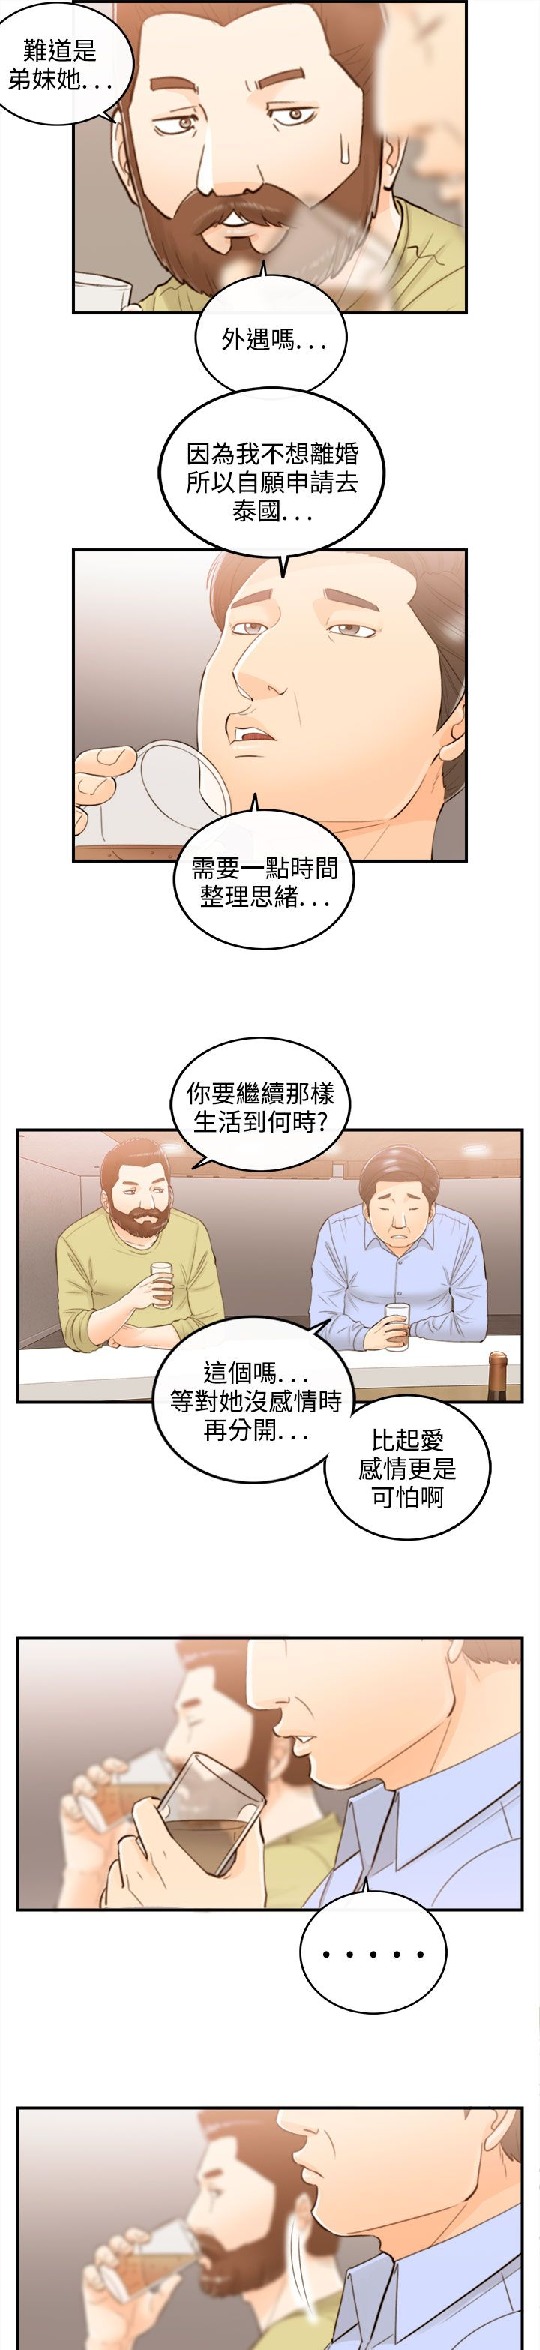 難道是
弟妹她...
外遇嗎...
因為我不想離婚
所以自願申請去
泰國...
需要一點時間
整理思緒...
你要繼續那樣
生活到何時?
這個嗎...
等對她沒感情時
再分開...
比起愛
感情更是
可怕啊
.....